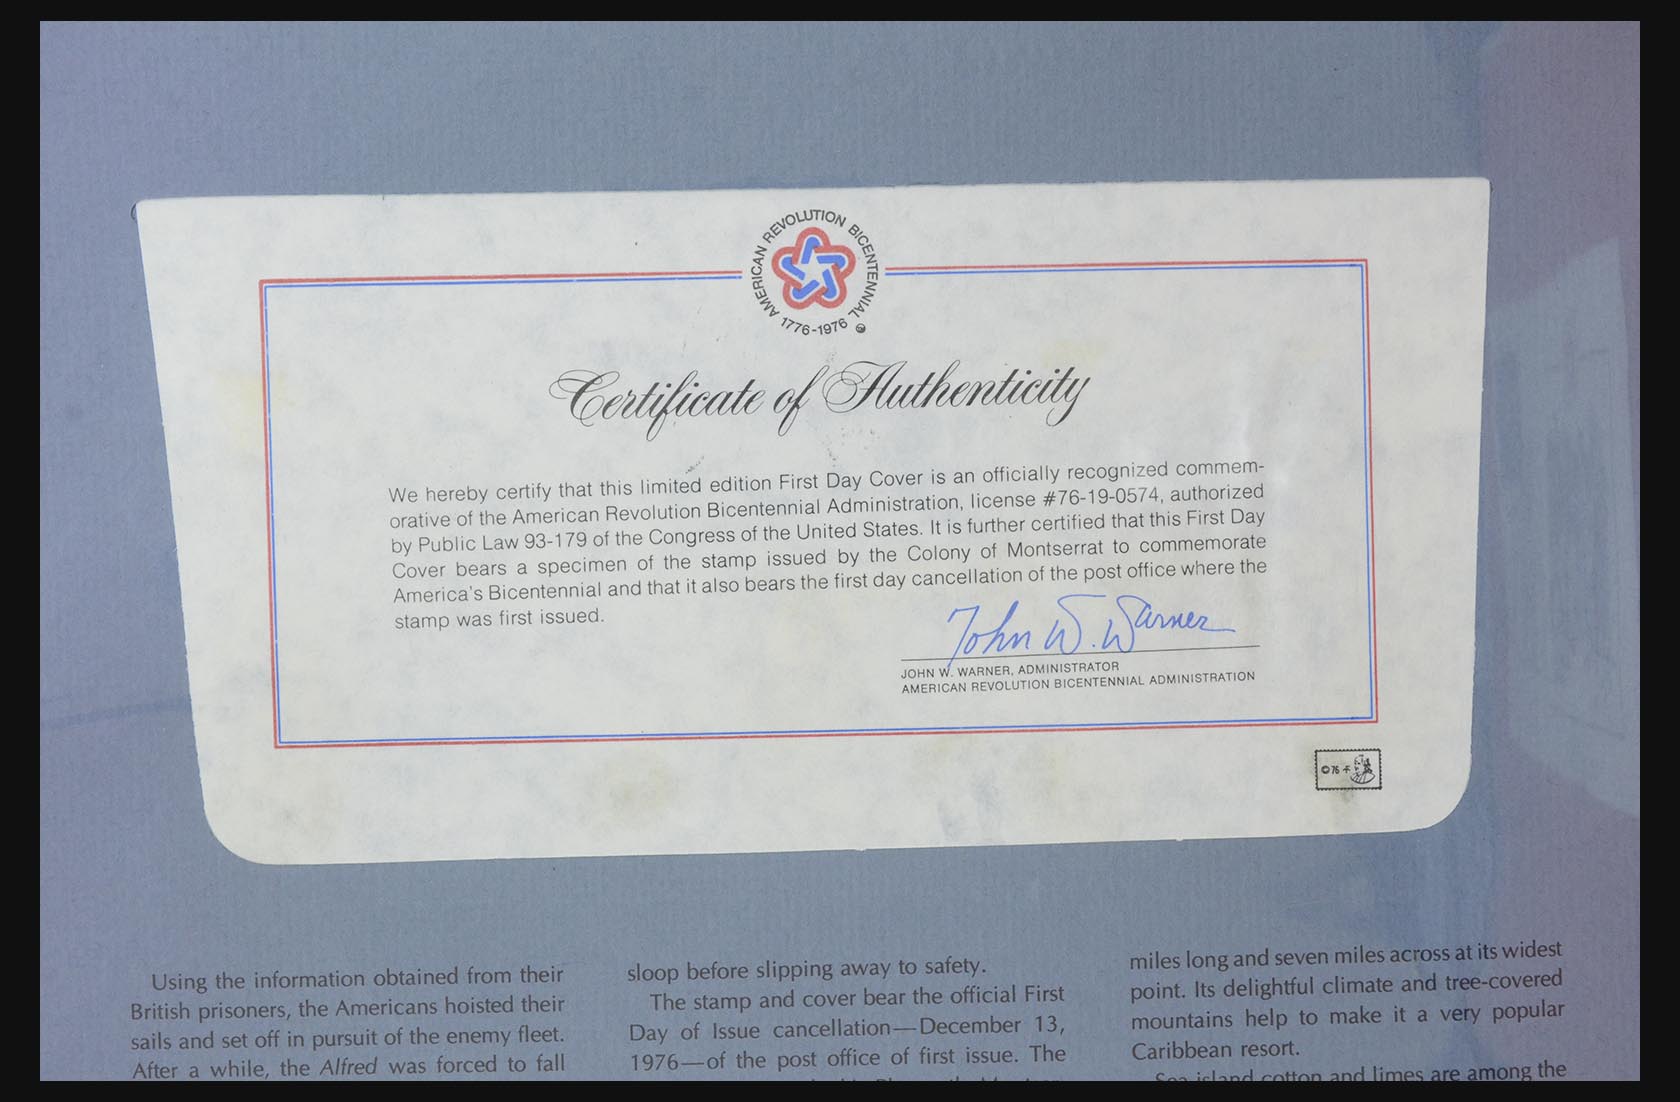 AMERICAN REVOLUTION BICENTENNIAL
1776-1976
Certificate of Authenticity
We hereby certify that this limited edition First Day Cover is an officially recognized commem-
orative of the American Revolution Bicentennial Administration, license #76-19-0574, authorized
by Public Law 93-179 of the Congress of the United States. It is further certified that this First Day
Cover bears a specimen of the stamp issued by the Colony of Montserrat to commemorate
America's Bicentennial and that it also bears the first day cancellation of the post office where the
stamp was first issued.
John W. Warner
JOHN W. WARNER, ADMINISTRATOR
AMERICAN REVOLUTION BICENTENNIAL ADMINISTRATION
©76
Using the information obtained from their
British prisoners, the Americans hoisted their
sails and set off in pursuit of the enemy fleet.
After a while, the Alfred was forced to fall
sloop before slipping away to safety.
The stamp and cover bear the official First
Day of Issue cancellation—December 13,
1976—of the post office of first issue. The
miles long and seven miles across at its widest
point. Its delightful climate and tree-covered
mountains help to make it a very popular
Caribbean resort.
Sea island cotton and limes are among the